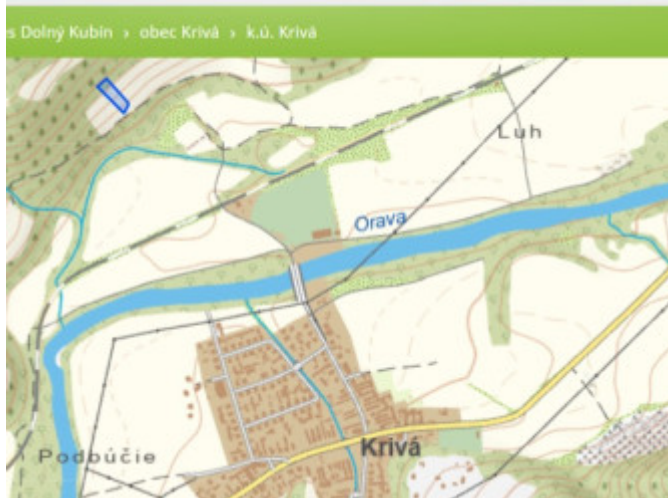 s Dolný Kubín › obec Krivá › k.ú. Krivá
Luh
Orava
Krivá
Podbúčie